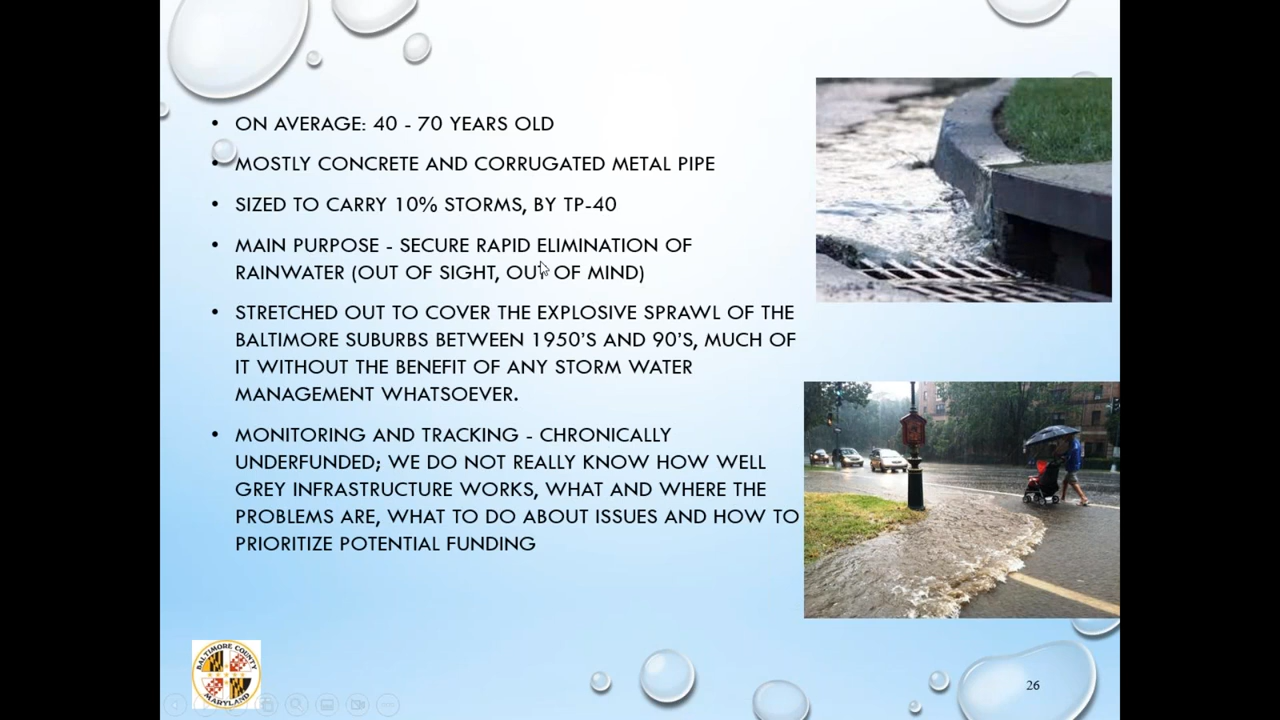 • ON AVERAGE: 40 - 70 YEARS OLD
• MOSTLY CONCRETE AND CORRUGATED METAL PIPE
• SIZED TO CARRY 10% STORMS, BY TP-40
• MAIN PURPOSE - SECURE RAPID ELIMINATION OF
RAINWATER (OUT OF SIGHT, OUT OF MIND)
• STRETCHED OUT TO COVER THE EXPLOSIVE SPRAWL OF THE
BALTIMORE SUBURBS BETWEEN 1950'S AND 90'S, MUCH OF
IT WITHOUT THE BENEFIT OF ANY STORM WATER
MANAGEMENT WHATSOEVER.
• MONITORING AND TRACKING - CHRONICALLY
UNDERFUNDED; WE DO NOT REALLY KNOW HOW WELL
GREY INFRASTRUCTURE WORKS, WHAT AND WHERE THE
PROBLEMS ARE, WHAT TO DO ABOUT ISSUES AND HOW TO
PRIORITIZE POTENTIAL FUNDING
BALTIMORE COUNTY
MARYLAND
26